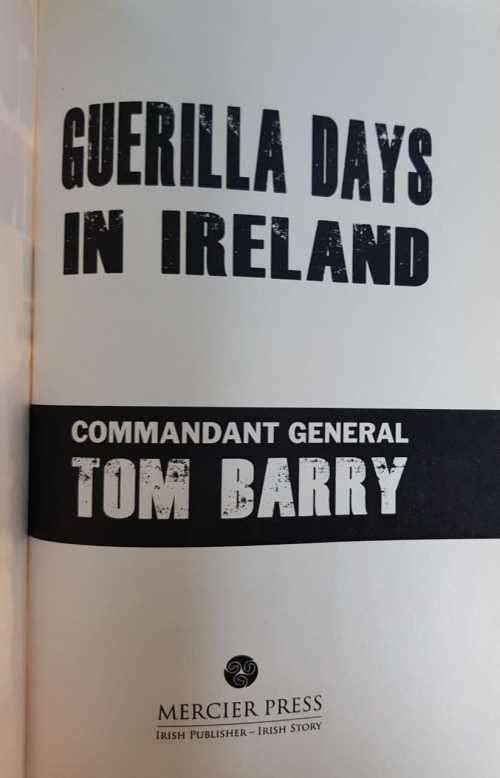 GUERILLA DAYS
IN IRELAND
COMMANDANT GENERAL
TOM BARRY
MERCIER PRESS
IRISH PUBLISHER – IRISH STORY